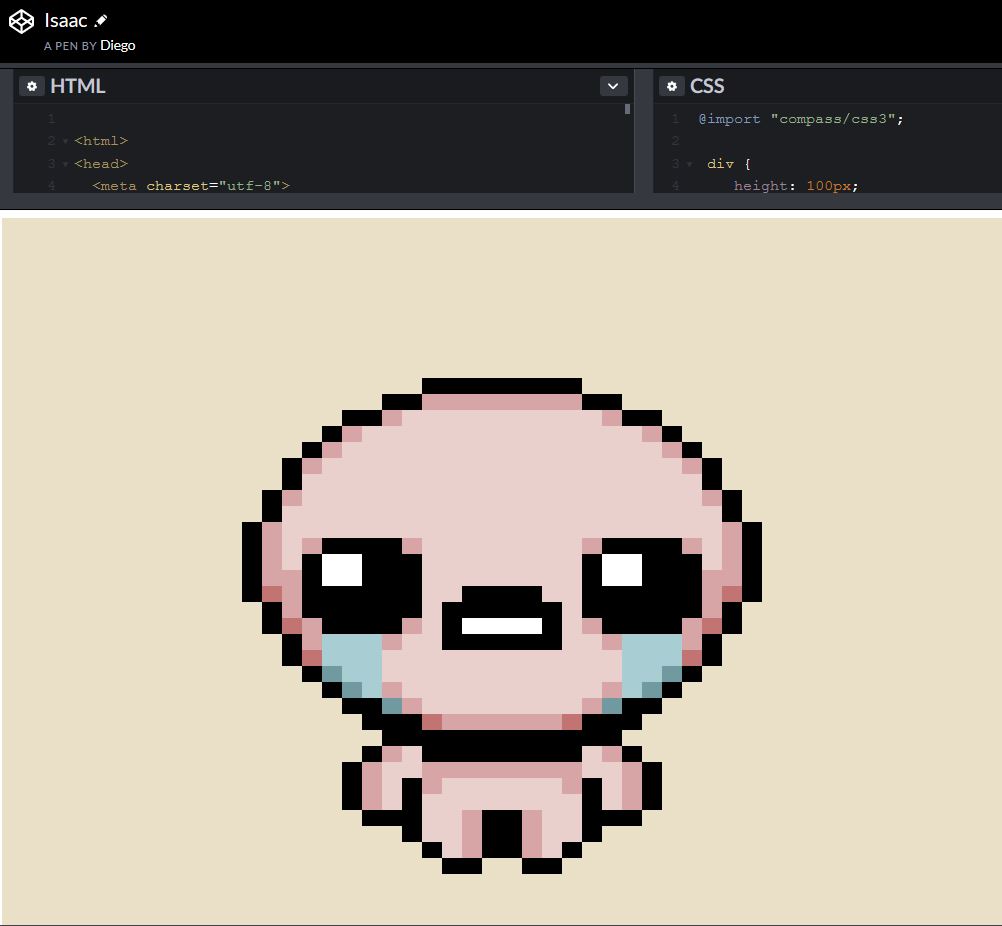 Isaac
A PEN BY Diego
HTML
1
2 <html>
3 <head>
4 <meta charset="utf-8">
CSS
1 @import "compass/css3";
2
3 div {
4 height: 100px;